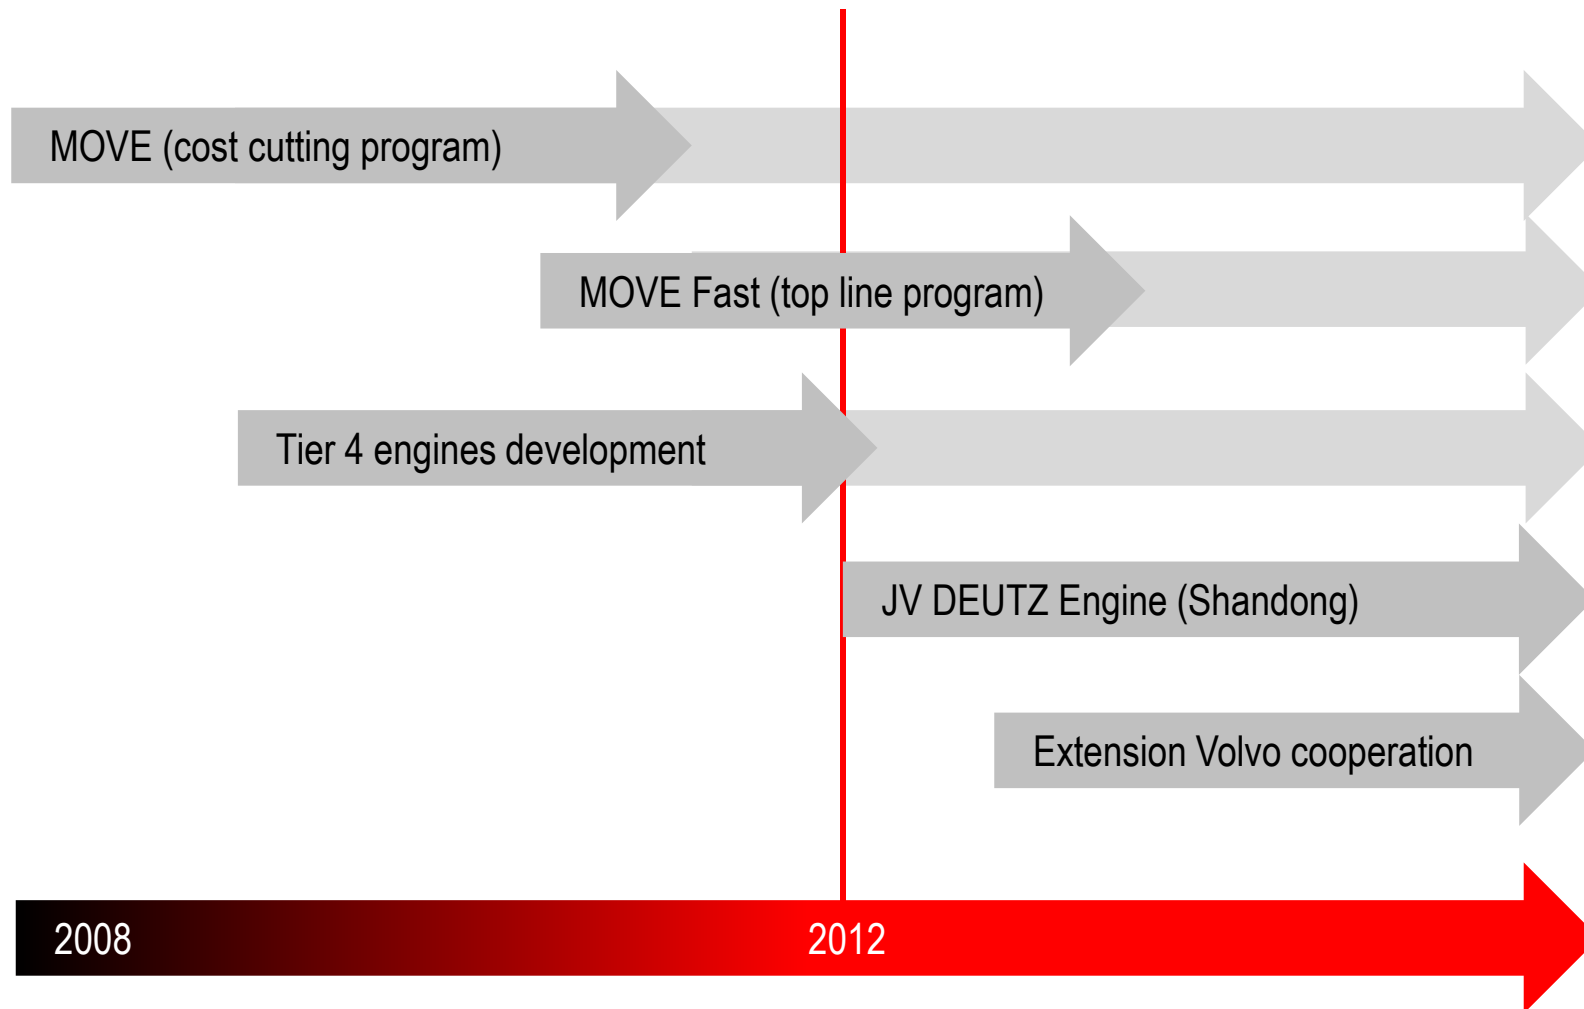 MOVE (cost cutting program)
MOVE Fast (top line program)
Tier 4 engines development
JV DEUTZ Engine (Shandong)
Extension Volvo cooperation
2008
2012